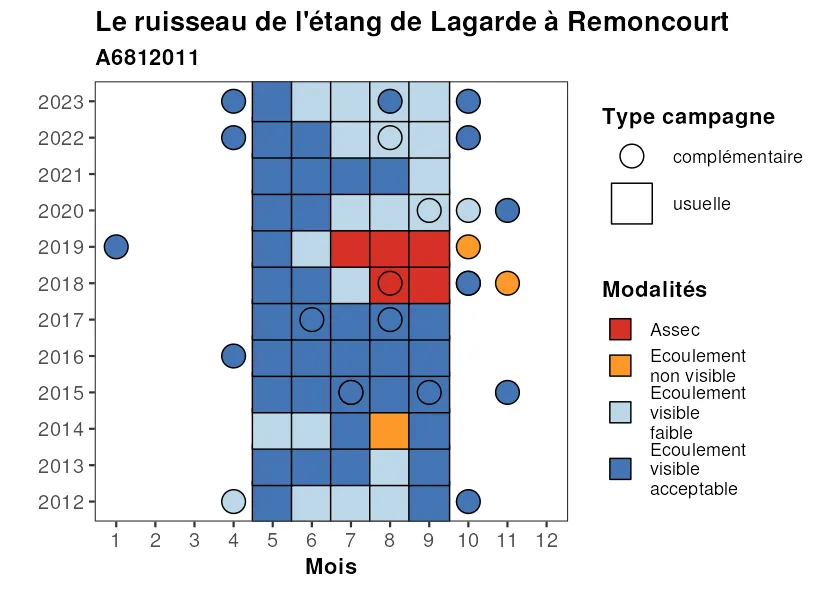 Le ruisseau de l'étang de Lagarde à Remoncourt
A6812011
2023
2022
2021
2020
2019
2018
2017
2016
2015
2014
2013
2012
1 2 3 4 5 6 7 8 9 10 11 12
Mois
Type campagne
complémentaire
usuelle
Modalités
Assec
Ecoulement
non visible
Ecoulement
visible
faible
Ecoulement
visible
acceptable